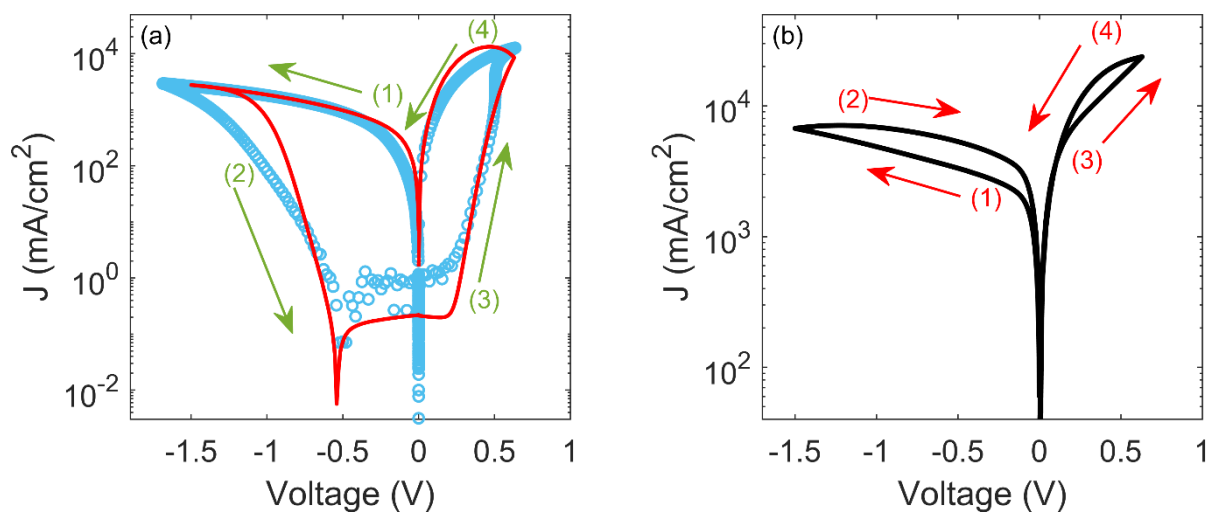 (a)
(4)
(1)
(2)
(3)
10^4
10^2
10^0
10^-2
J (mA/cm^2)
-1.5 -1 -0.5 0 0.5 1
Voltage (V)
(b)
(4)
(2)
(1)
(3)
10^4
10^3
10^2
J (mA/cm^2)
-1.5 -1 -0.5 0 0.5 1
Voltage (V)